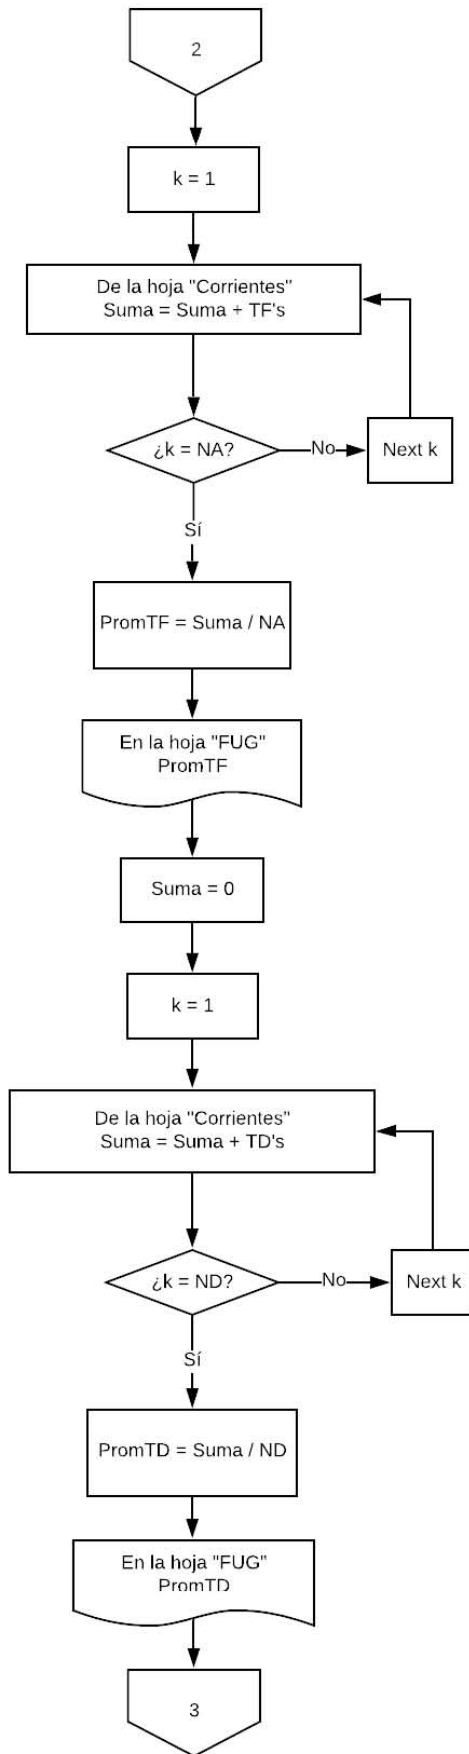 2
k = 1
De la hoja "Corrientes"
Suma = Suma + TF's
¿k = NA?
No
Next k
Sí
PromTF = Suma / NA
En la hoja "FUG"
PromTF
Suma = 0
k = 1
De la hoja "Corrientes"
Suma = Suma + TD's
¿k = ND?
No
Next k
Sí
PromTD = Suma / ND
En la hoja "FUG"
PromTD
3